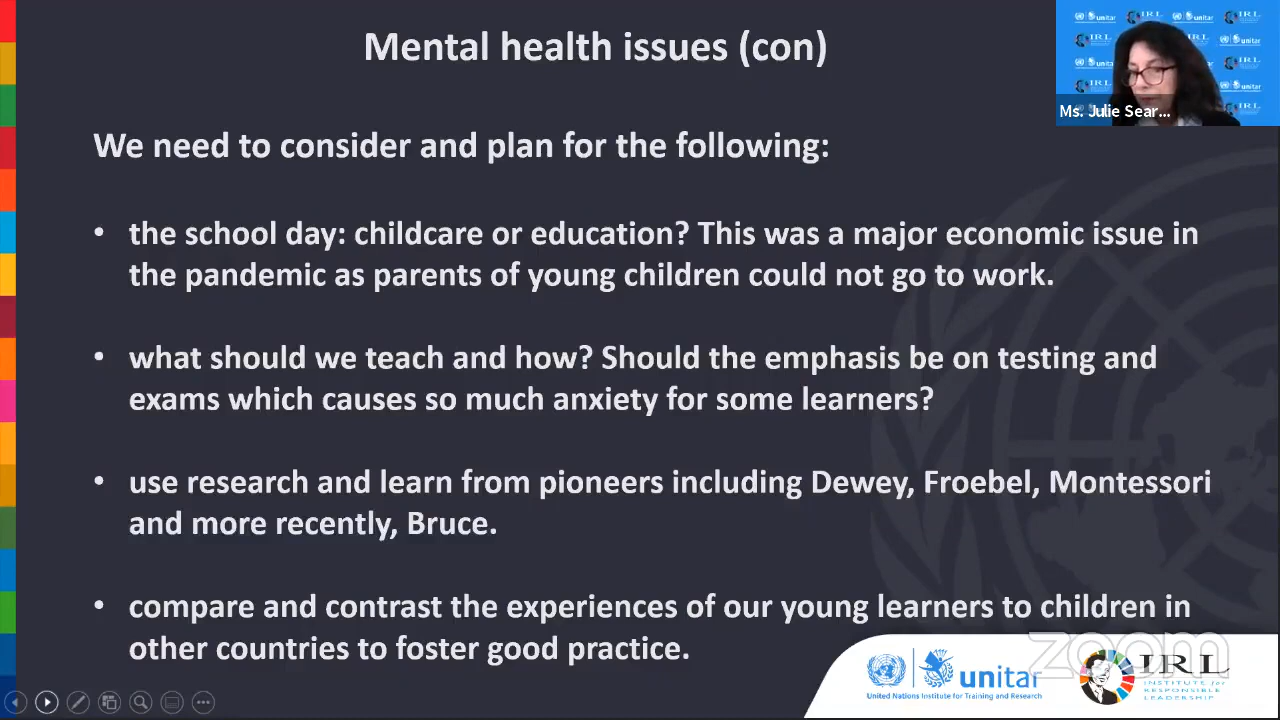 Mental health issues (con)
Ms. Julie Sear...
We need to consider and plan for the following:
• the school day: childcare or education? This was a major economic issue in
the pandemic as parents of young children could not go to work.
• what should we teach and how? Should the emphasis be on testing and
exams which causes so much anxiety for some learners?
• use research and learn from pioneers including Dewey, Froebel, Montessori
and more recently, Bruce.
• compare and contrast the experiences of our young learners to children in
other countries to foster good practice.
zoom
unitar
United Nations Institute for Training and Research
IRL
INSTITUTE for
RESPONSIBLE
LEADERSHIP